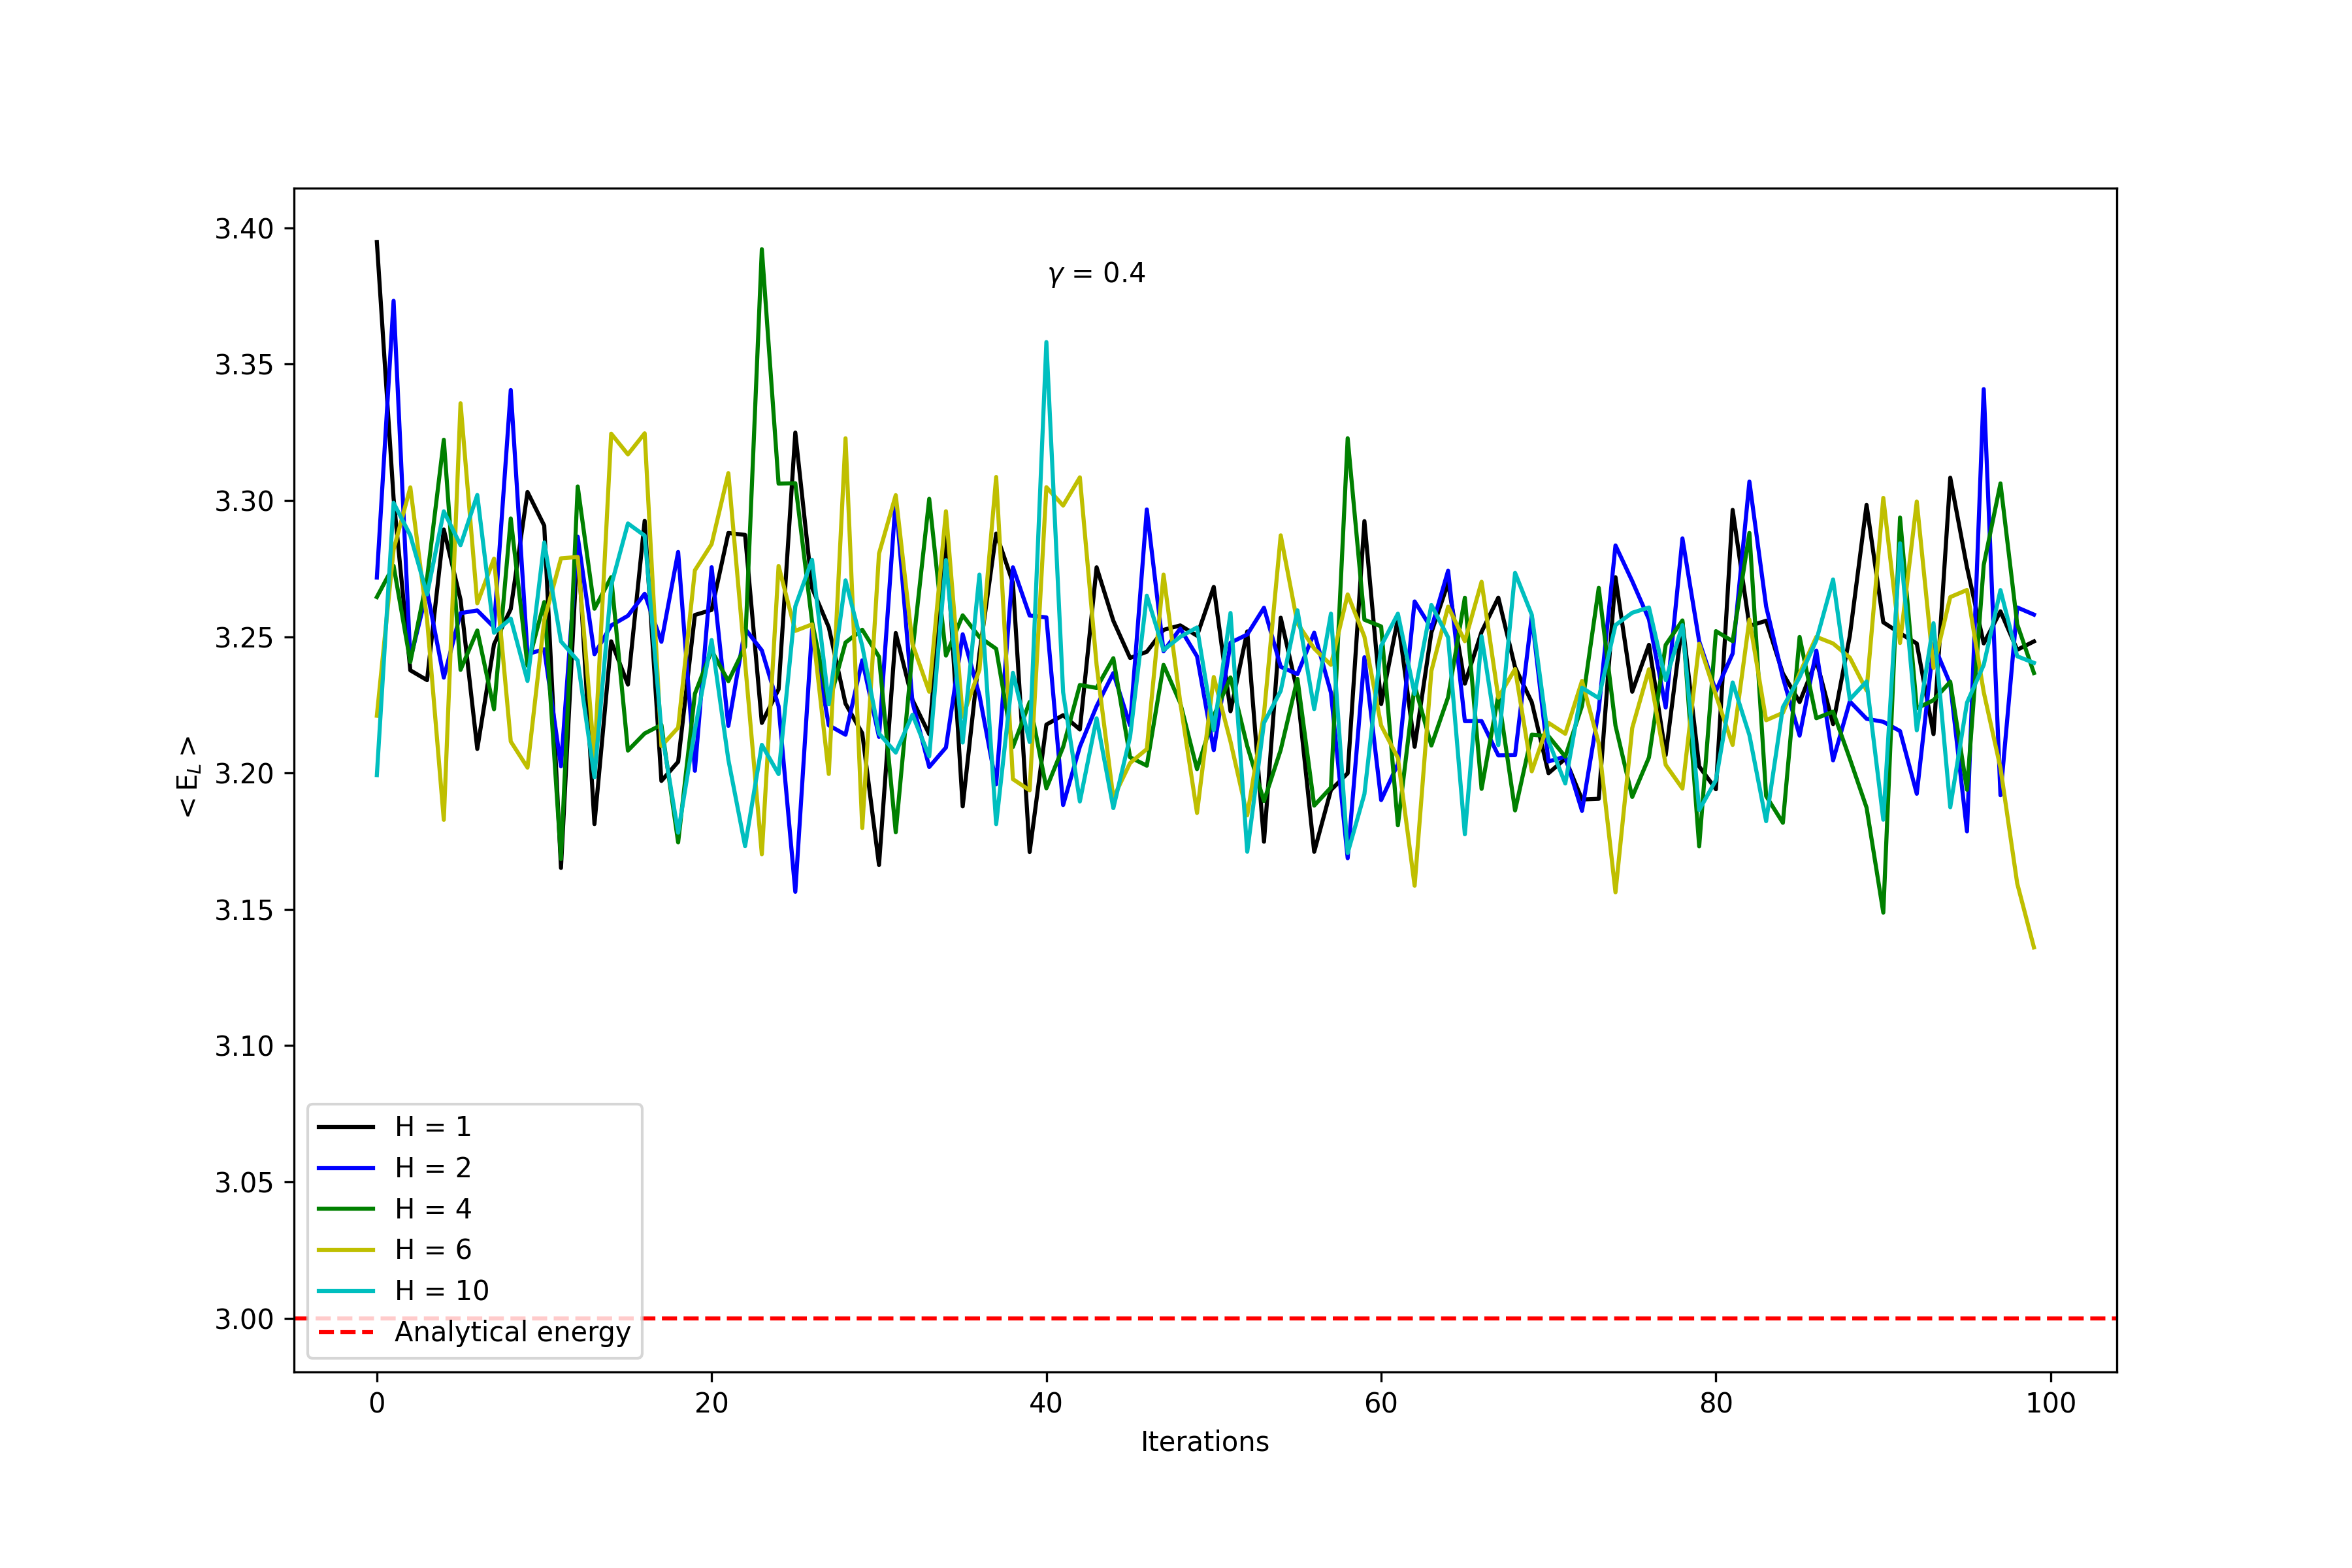 γ = 0.4
3.40
3.35
3.30
3.25
3.20
3.15
3.10
3.05
3.00
< E_L >
H = 1
H = 2
H = 4
H = 6
H = 10
Analytical energy
0 20 40 60 80 100
Iterations